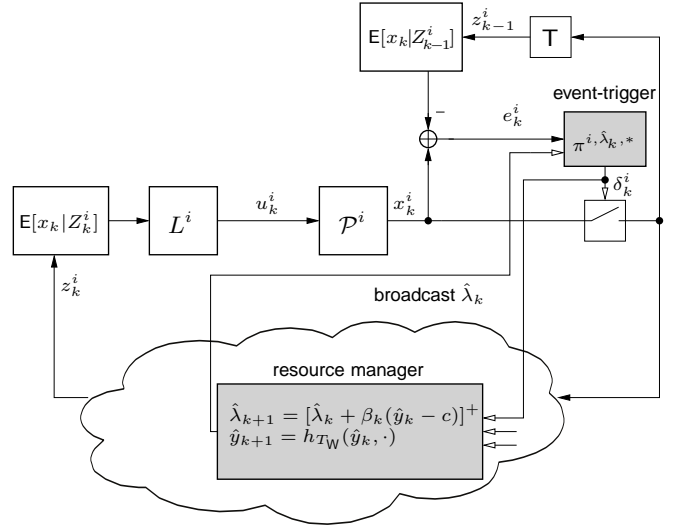 E[x_k|Z^i_{k-1}]
z^i_{k-1}
T
event-trigger
−
e^i_k
π^{i,λ̂_k,*}
δ^i_k
E[x_k|Z^i_k]
L^i
u^i_k
𝒫^i
x^i_k
z^i_k
broadcast λ̂_k
resource manager
λ̂_{k+1} = [λ̂_k + β_k(ŷ_k − c)]^+
ŷ_{k+1} = h_{T_W}(ŷ_k, ·)